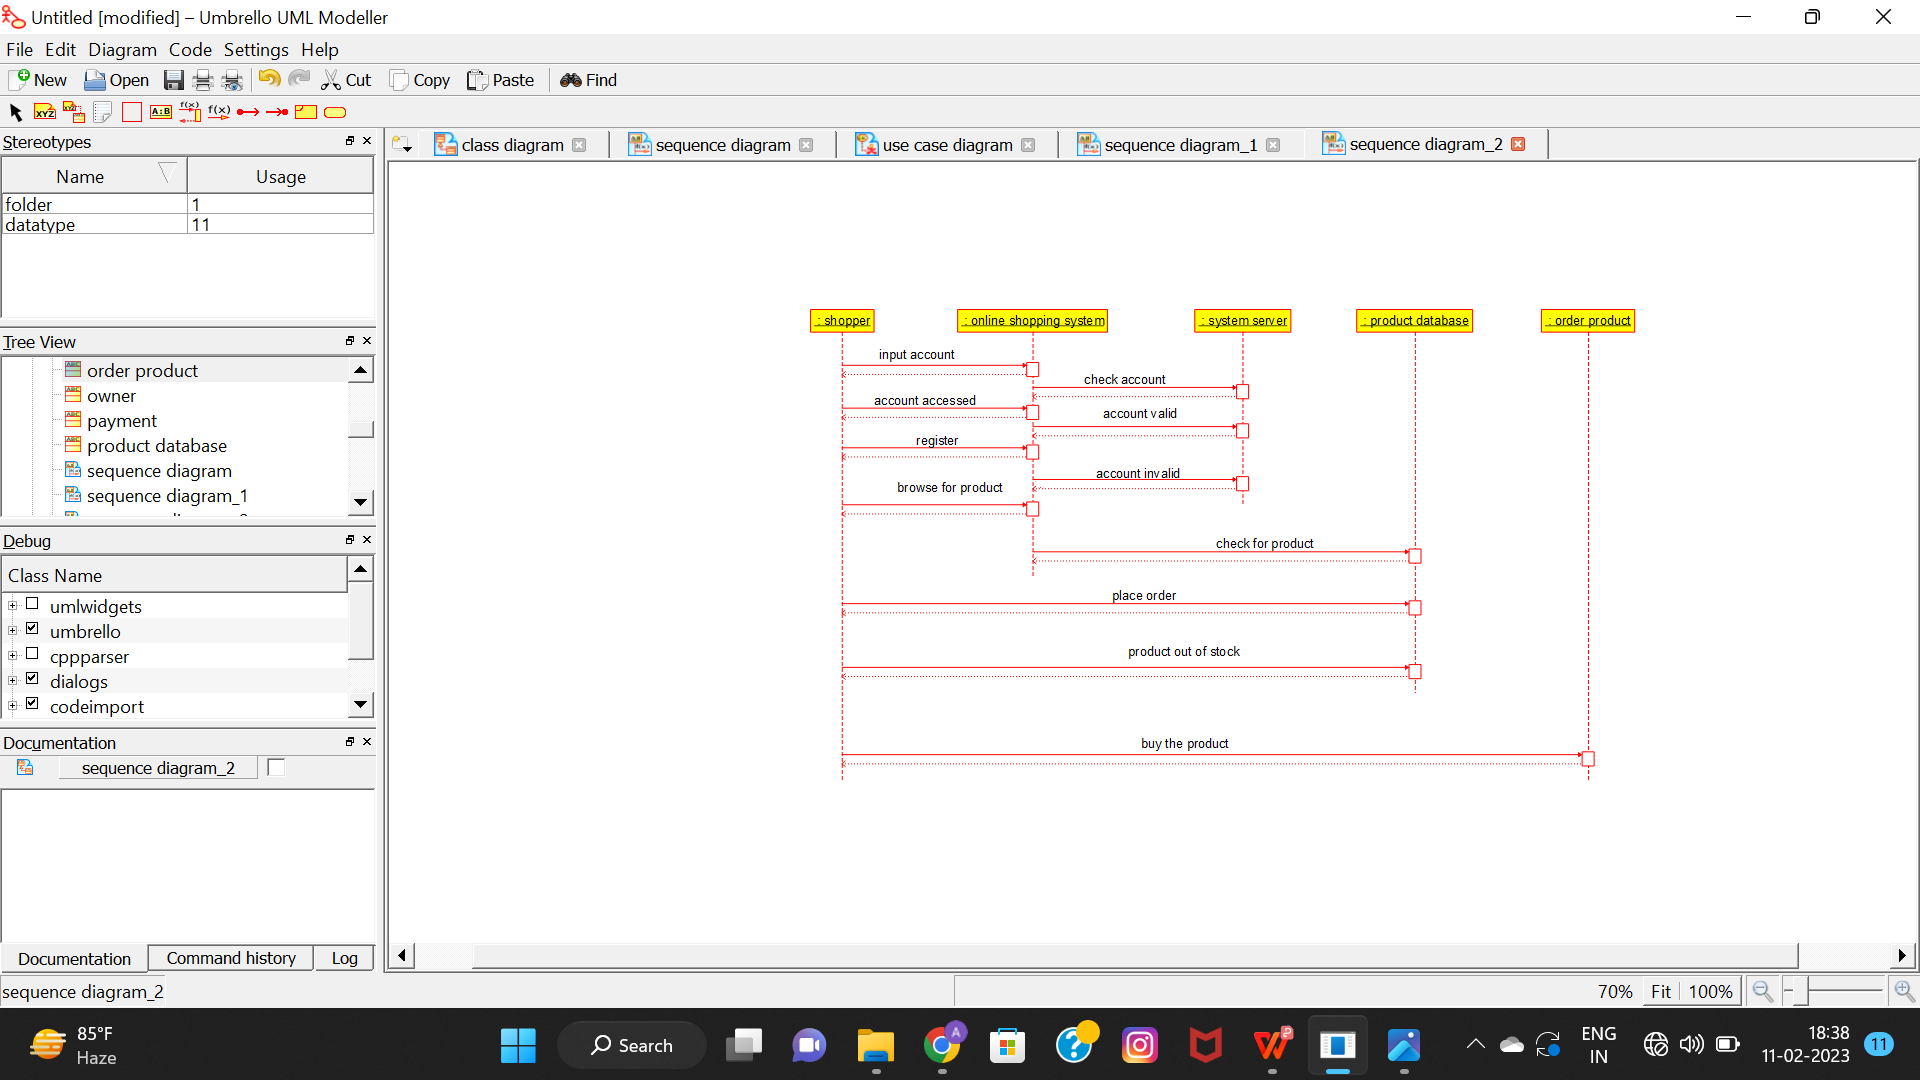 Untitled [modified] – Umbrello UML Modeller
File Edit Diagram Code Settings Help
New Open Cut Copy Paste Find
XYZ XYZ A:B f(x) f(x)
Stereotypes
Name Usage
folder 1
datatype 11
Tree View
order product
owner
payment
product database
sequence diagram
sequence diagram_1
Debug
Class Name
umlwidgets
umbrello
cppparser
dialogs
codeimport
Documentation
sequence diagram_2
Documentation Command history Log
class diagram sequence diagram use case diagram sequence diagram_1 sequence diagram_2
: shopper : online shopping system : system server : product database : order product
input account
check account
account accessed
account valid
register
account invalid
browse for product
check for product
place order
product out of stock
buy the product
sequence diagram_2
70% Fit 100%
85°F
Haze
Search
A
ENG
IN
18:38
11-02-2023
11